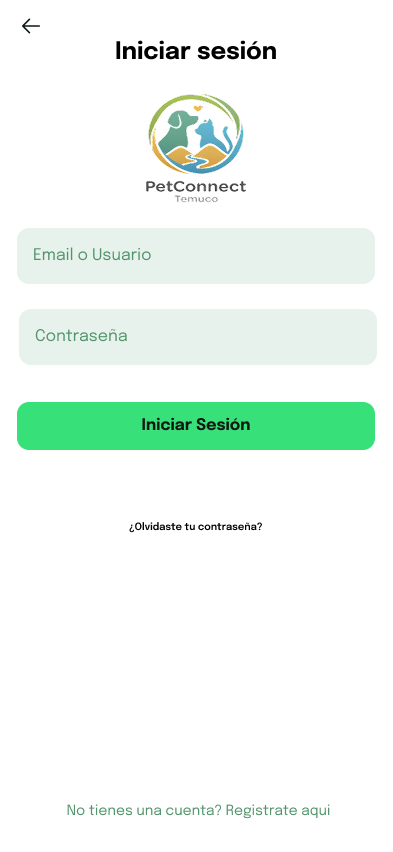 Iniciar sesión
PetConnect
Temuco
Email o Usuario
Contraseña
Iniciar Sesión
¿Olvidaste tu contraseña?
No tienes una cuenta? Registrate aqui